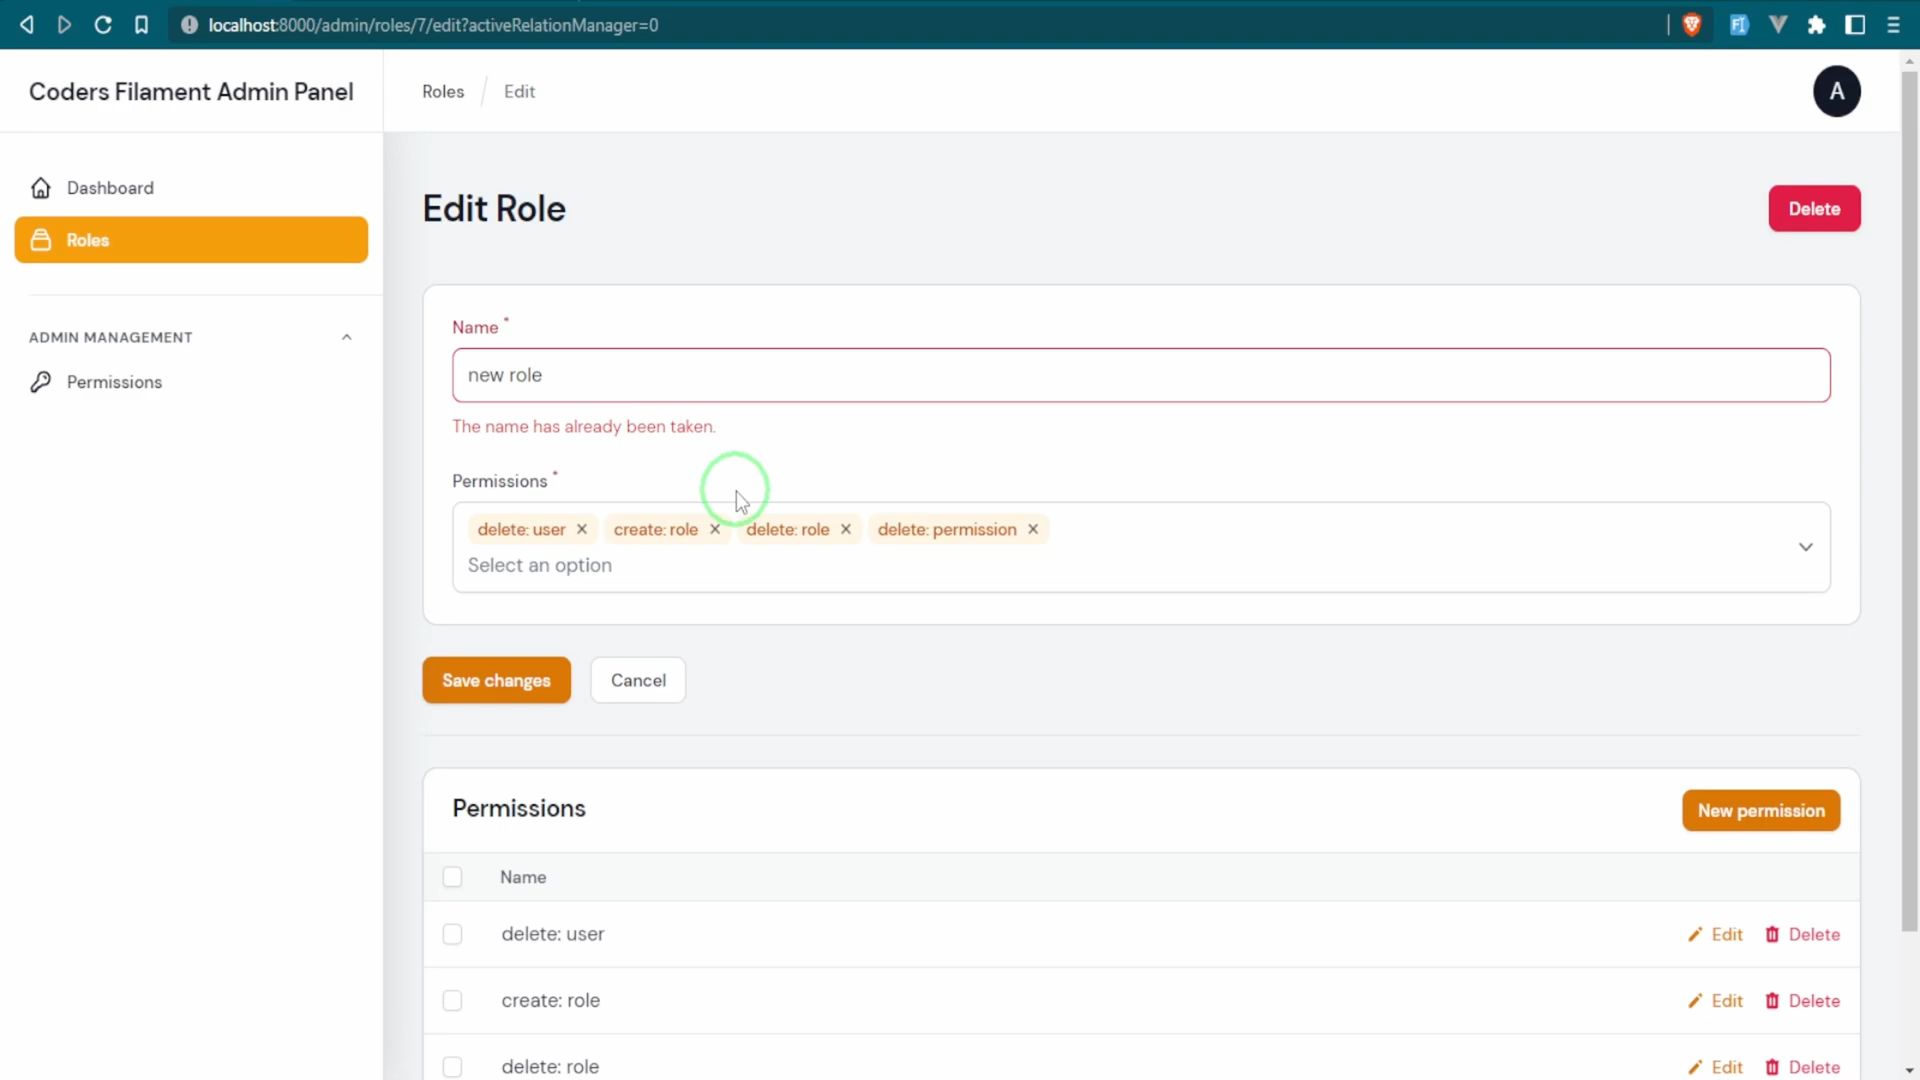 localhost:8000/admin/roles/7/edit?activeRelationManager=0
Coders Filament Admin Panel
Roles
Edit
A
Dashboard
Roles
ADMIN MANAGEMENT
Permissions
Edit Role
Delete
Name *
new role
The name has already been taken.
Permissions *
delete: user × create: role × delete: role × delete: permission ×
Select an option
Save changes
Cancel
Permissions
New permission
Name
delete: user Edit Delete
create: role Edit Delete
delete: role Edit Delete